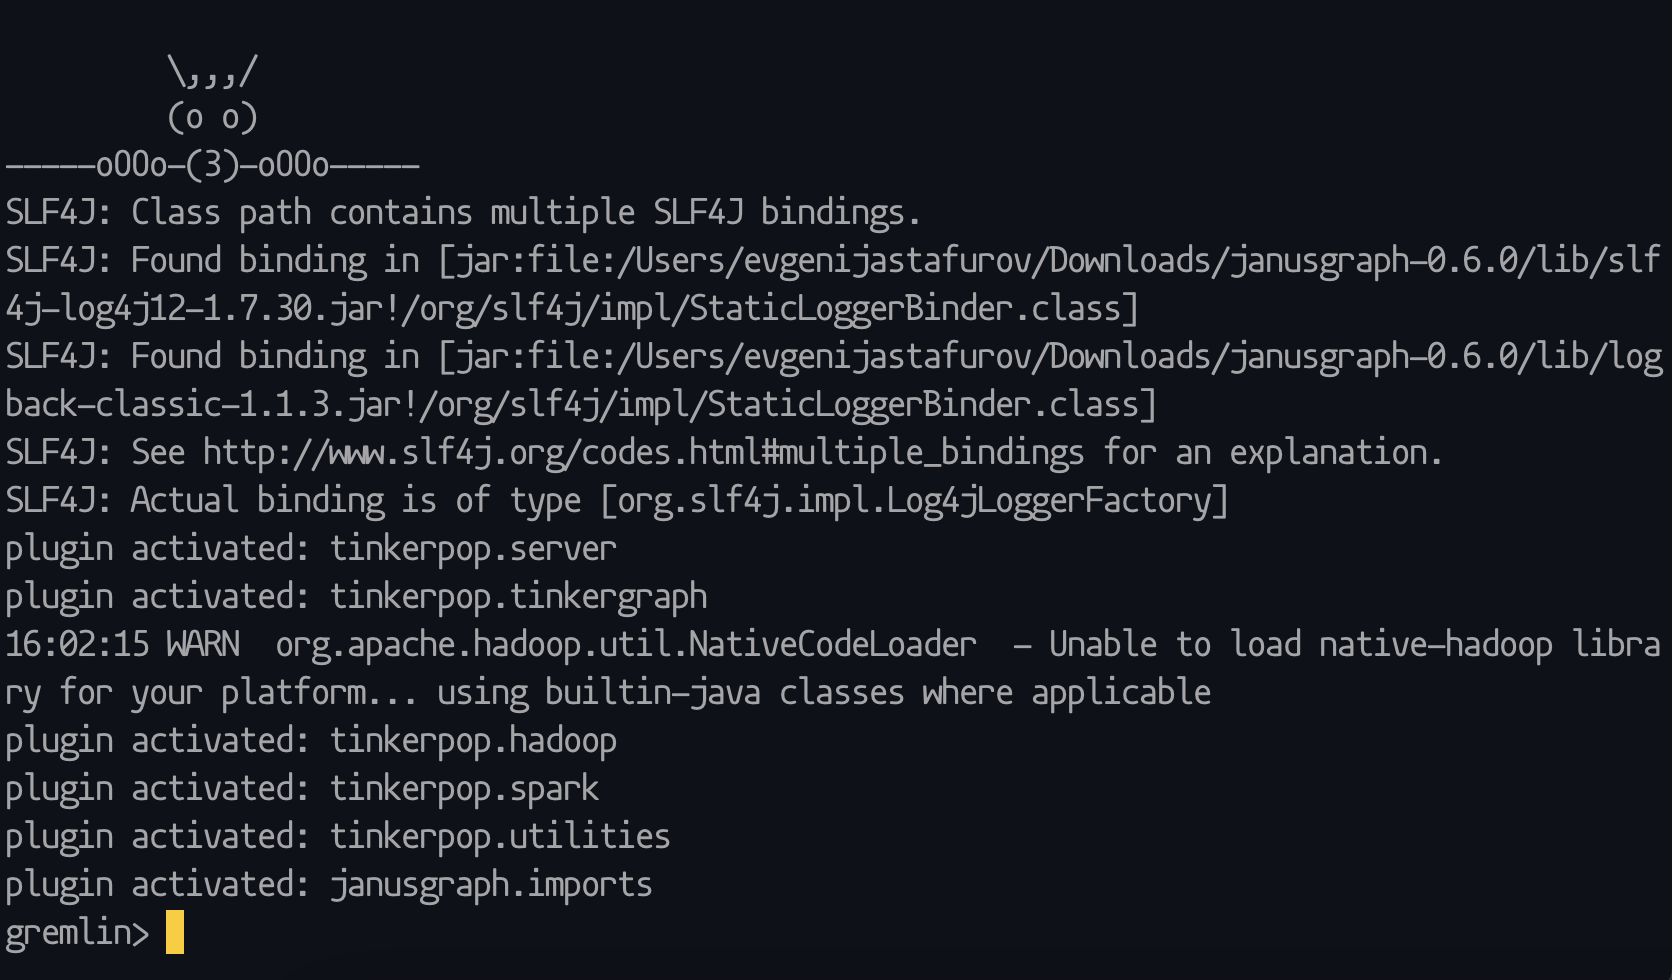 \,,,/
         (o o)
-----oOOo-(3)-oOOo-----
SLF4J: Class path contains multiple SLF4J bindings.
SLF4J: Found binding in [jar:file:/Users/evgenijastafurov/Downloads/janusgraph-0.6.0/lib/slf
4j-log4j12-1.7.30.jar!/org/slf4j/impl/StaticLoggerBinder.class]
SLF4J: Found binding in [jar:file:/Users/evgenijastafurov/Downloads/janusgraph-0.6.0/lib/log
back-classic-1.1.3.jar!/org/slf4j/impl/StaticLoggerBinder.class]
SLF4J: See http://www.slf4j.org/codes.html#multiple_bindings for an explanation.
SLF4J: Actual binding is of type [org.slf4j.impl.Log4jLoggerFactory]
plugin activated: tinkerpop.server
plugin activated: tinkerpop.tinkergraph
16:02:15 WARN  org.apache.hadoop.util.NativeCodeLoader  - Unable to load native-hadoop libra
ry for your platform... using builtin-java classes where applicable
plugin activated: tinkerpop.hadoop
plugin activated: tinkerpop.spark
plugin activated: tinkerpop.utilities
plugin activated: janusgraph.imports
gremlin>